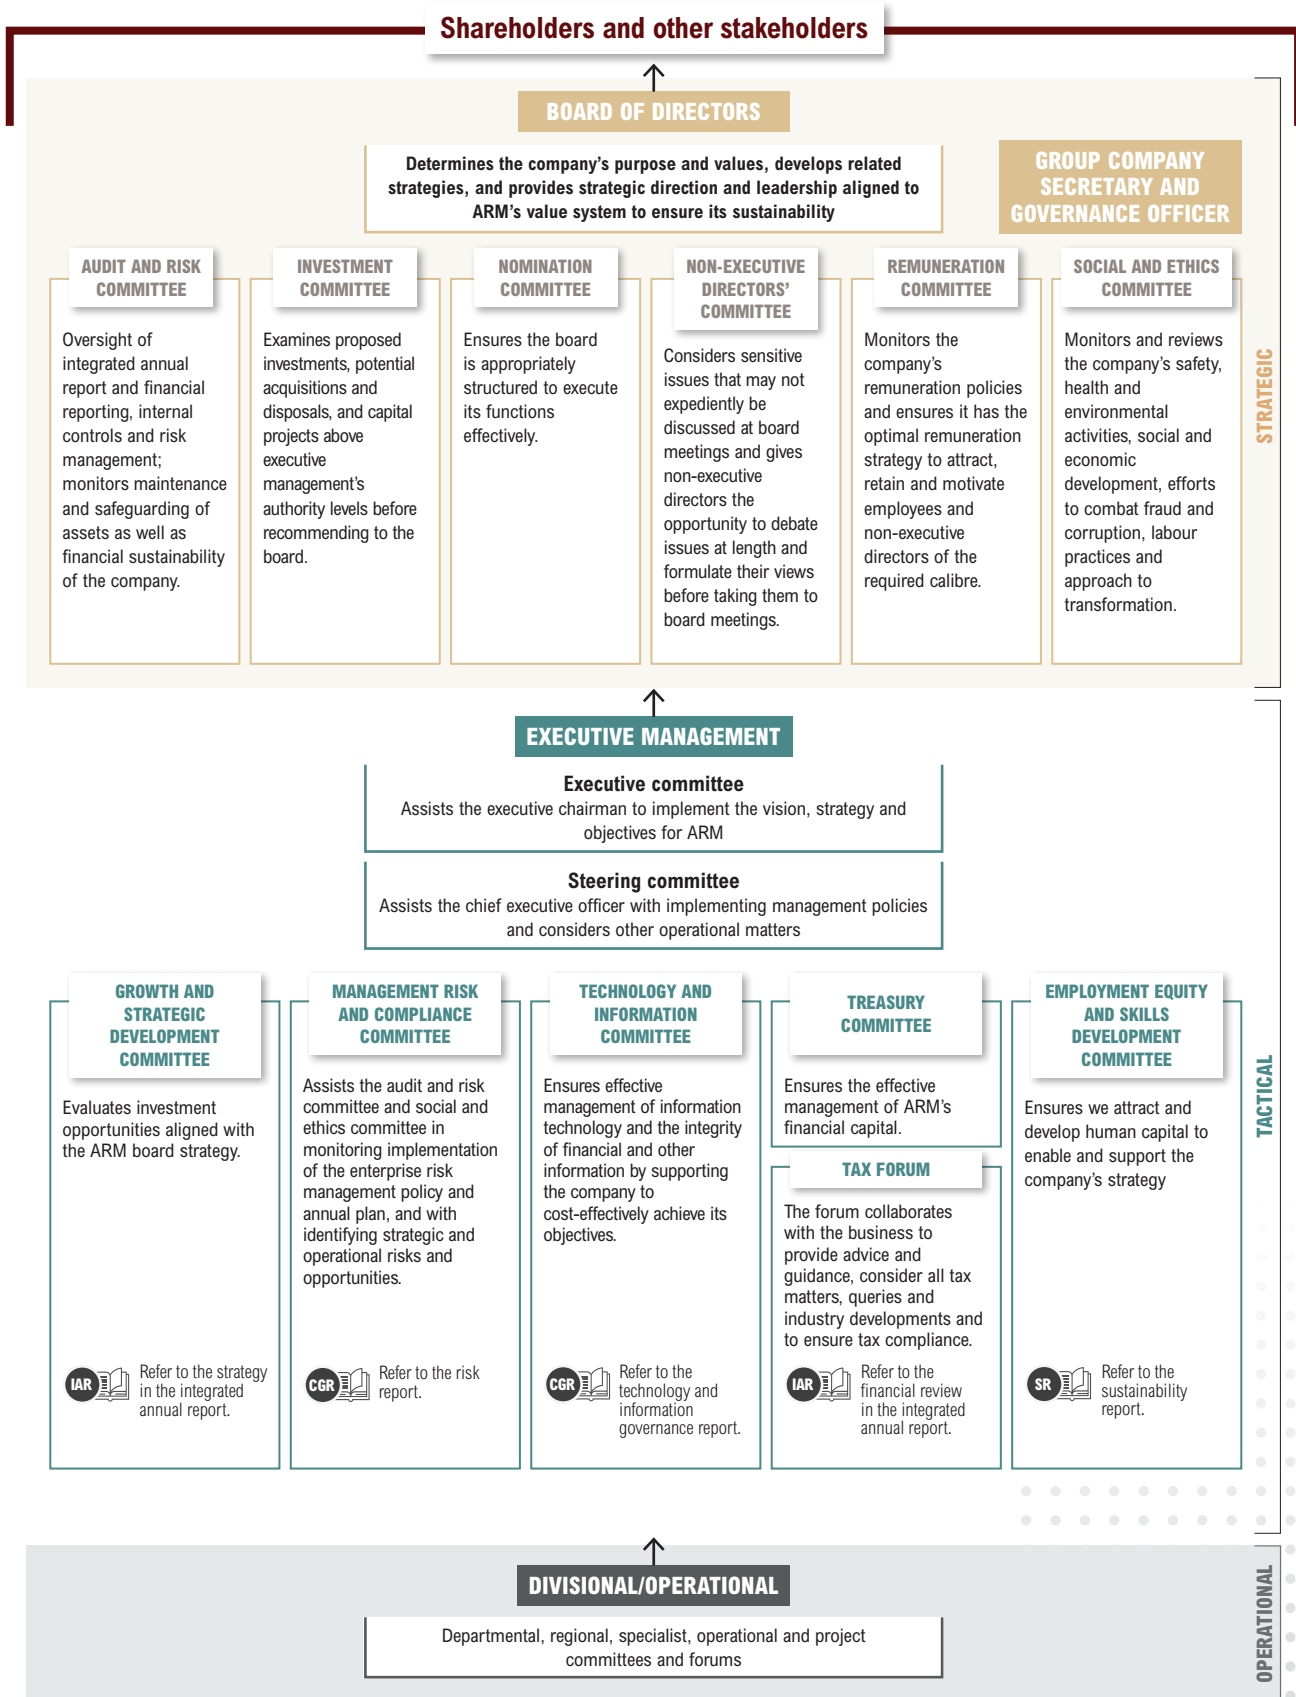 Shareholders and other stakeholders
BOARD OF DIRECTORS
Determines the company's purpose and values, develops related
strategies, and provides strategic direction and leadership aligned to
ARM's value system to ensure its sustainability
GROUP COMPANY
SECRETARY AND
GOVERNANCE OFFICER
AUDIT AND RISK
COMMITTEE
Oversight of
integrated annual
report and financial
reporting, internal
controls and risk
management;
monitors maintenance
and safeguarding of
assets as well as
financial sustainability
of the company.
INVESTMENT
COMMITTEE
Examines proposed
investments, potential
acquisitions and
disposals, and capital
projects above
executive
management's
authority levels before
recommending to the
board.
NOMINATION
COMMITTEE
Ensures the board
is appropriately
structured to execute
its functions
effectively.
NON-EXECUTIVE
DIRECTORS'
COMMITTEE
Considers sensitive
issues that may not
expediently be
discussed at board
meetings and gives
non-executive
directors the
opportunity to debate
issues at length and
formulate their views
before taking them to
board meetings.
REMUNERATION
COMMITTEE
Monitors the
company's
remuneration policies
and ensures it has the
optimal remuneration
strategy to attract,
retain and motivate
employees and
non-executive
directors of the
required calibre.
SOCIAL AND ETHICS
COMMITTEE
Monitors and reviews
the company's safety,
health and
environmental
activities, social and
economic
development, efforts
to combat fraud and
corruption, labour
practices and
approach to
transformation.
STRATEGIC
EXECUTIVE MANAGEMENT
Executive committee
Assists the executive chairman to implement the vision, strategy and
objectives for ARM
Steering committee
Assists the chief executive officer with implementing management policies
and considers other operational matters
GROWTH AND
STRATEGIC
DEVELOPMENT
COMMITTEE
Evaluates investment
opportunities aligned with
the ARM board strategy.
IAR
Refer to the strategy
in the integrated
annual report.
MANAGEMENT RISK
AND COMPLIANCE
COMMITTEE
Assists the audit and risk
committee and social and
ethics committee in
monitoring implementation
of the enterprise risk
management policy and
annual plan, and with
identifying strategic and
operational risks and
opportunities.
CGR
Refer to the risk
report.
TECHNOLOGY AND
INFORMATION
COMMITTEE
Ensures effective
management of information
technology and the integrity
of financial and other
information by supporting
the company to
cost-effectively achieve its
objectives.
CGR
Refer to the
technology and
information
governance report.
TREASURY
COMMITTEE
Ensures the effective
management of ARM's
financial capital.
TAX FORUM
The forum collaborates
with the business to
provide advice and
guidance, consider all tax
matters, queries and
industry developments and
to ensure tax compliance.
IAR
Refer to the
financial review
in the integrated
annual report.
EMPLOYMENT EQUITY
AND SKILLS
DEVELOPMENT
COMMITTEE
Ensures we attract and
develop human capital to
enable and support the
company's strategy
SR
Refer to the
sustainability
report.
TACTICAL
DIVISIONAL/OPERATIONAL
Departmental, regional, specialist, operational and project
committees and forums
OPERATIONAL